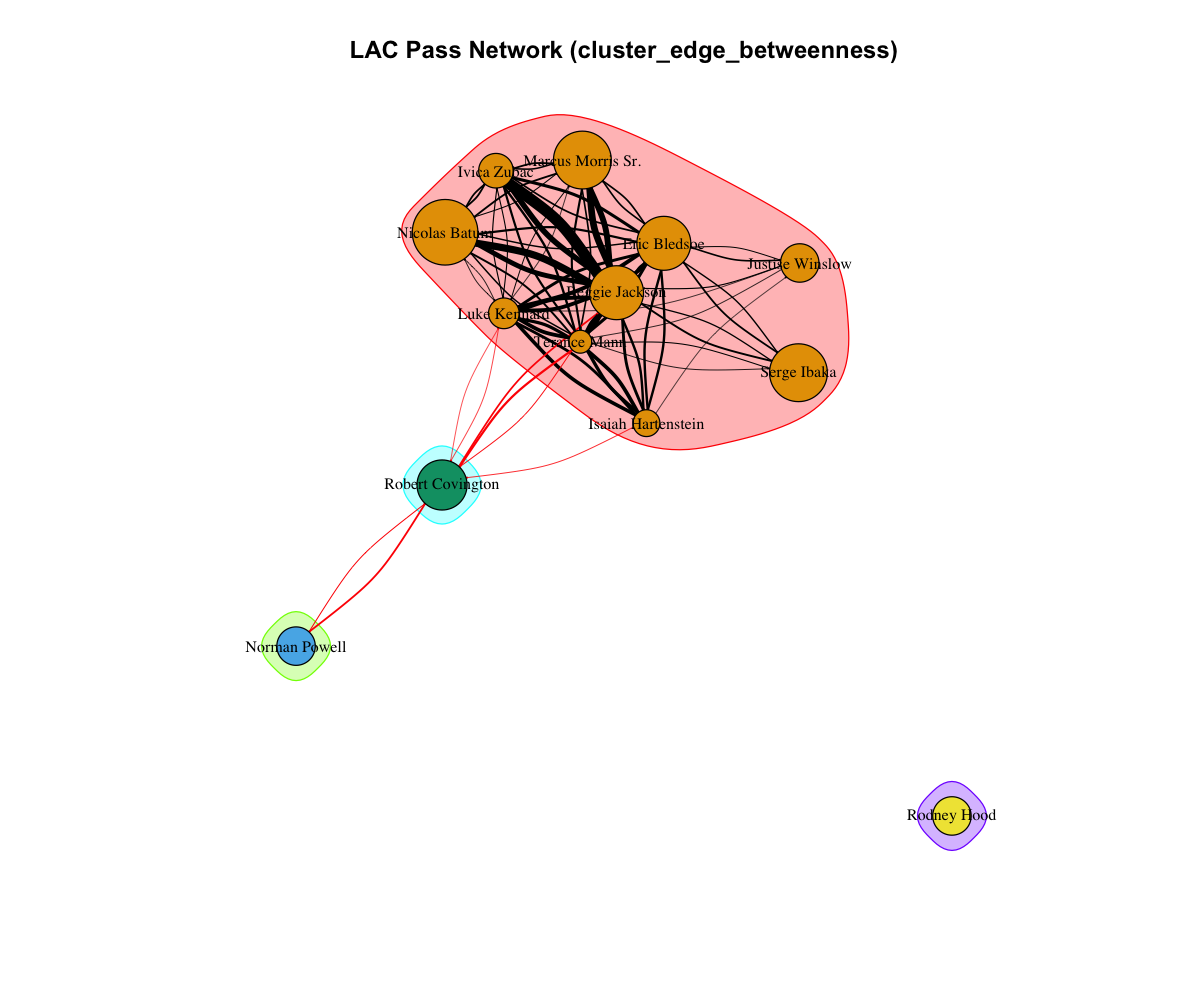 LAC Pass Network (cluster_edge_betweenness)
Marcus Morris Sr.
Ivica Zubac
Nicolas Batum
Eric Bledsoe
Justise Winslow
Reggie Jackson
Luke Kennard
Terance Mann
Serge Ibaka
Isaiah Hartenstein
Robert Covington
Norman Powell
Rodney Hood